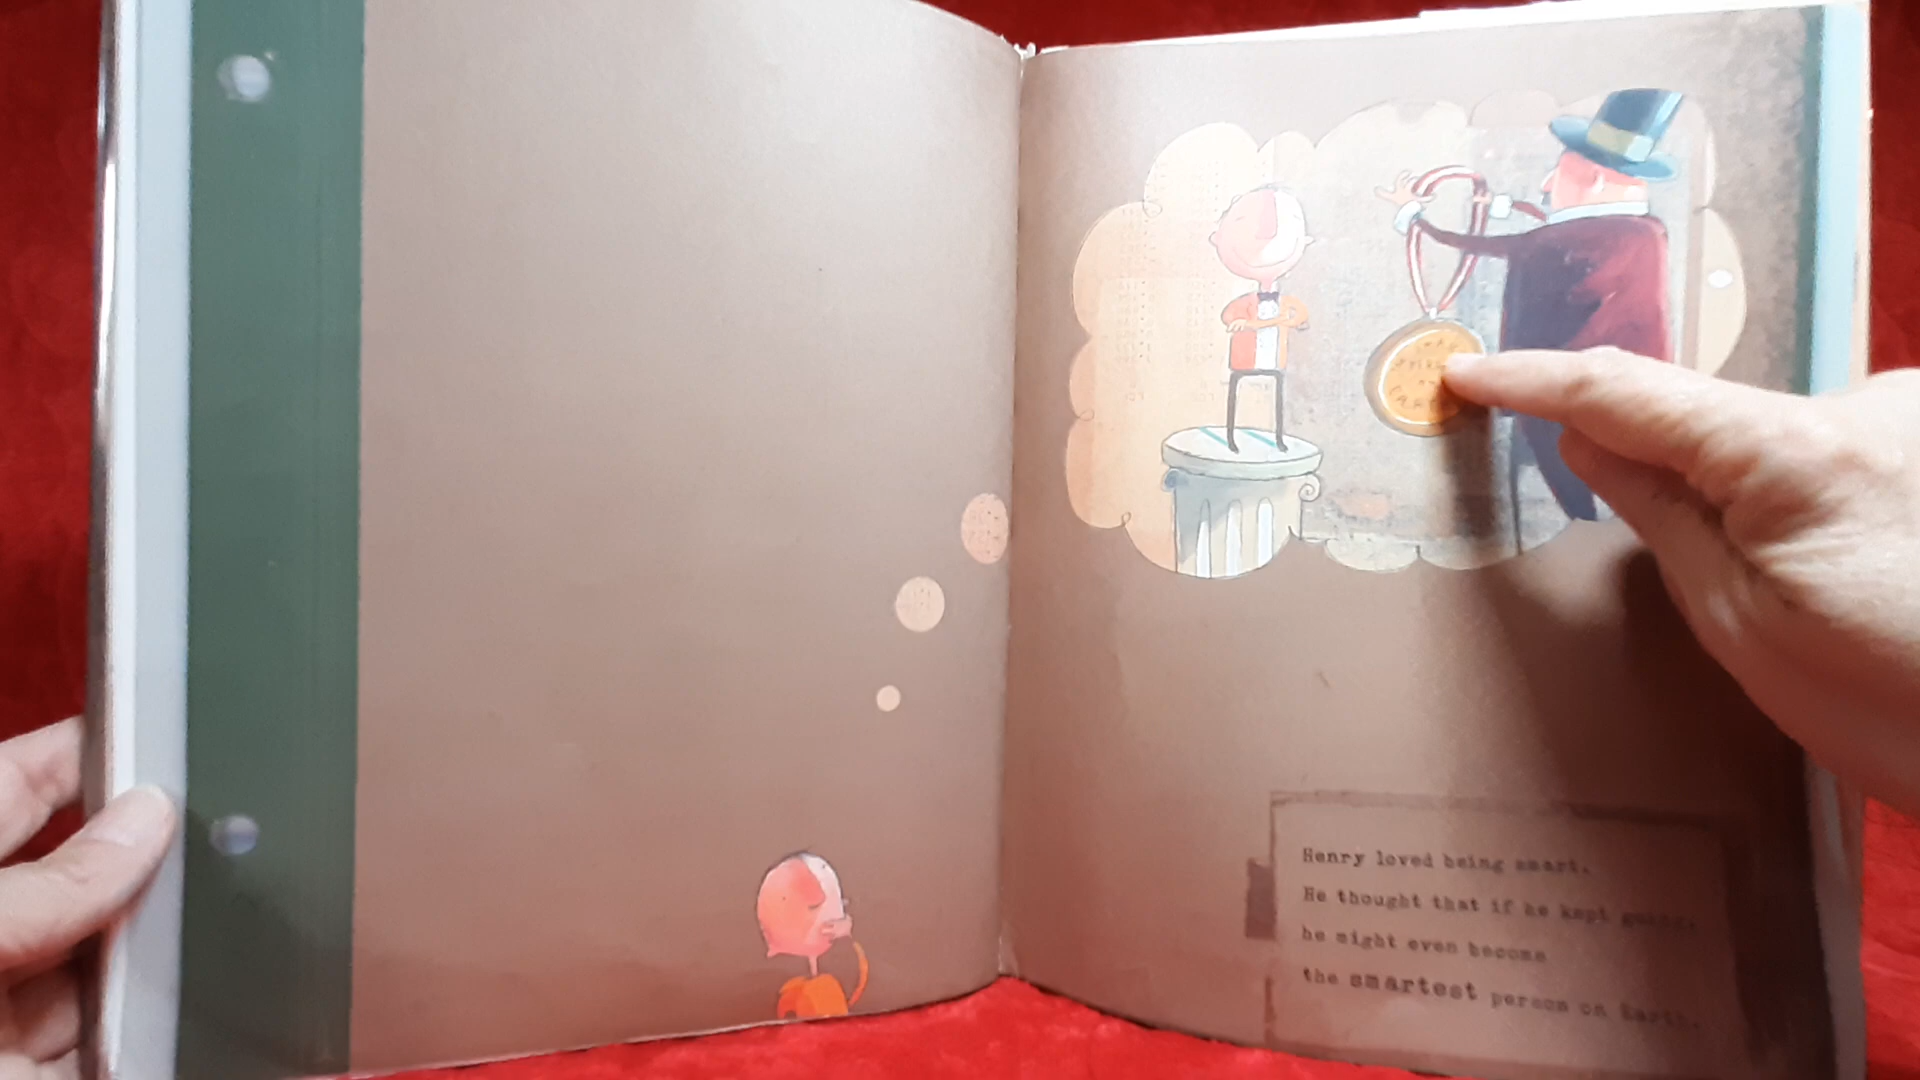 Henry loved being smart.
He thought that if he kept going,
he might even become
the smartest person on Earth.